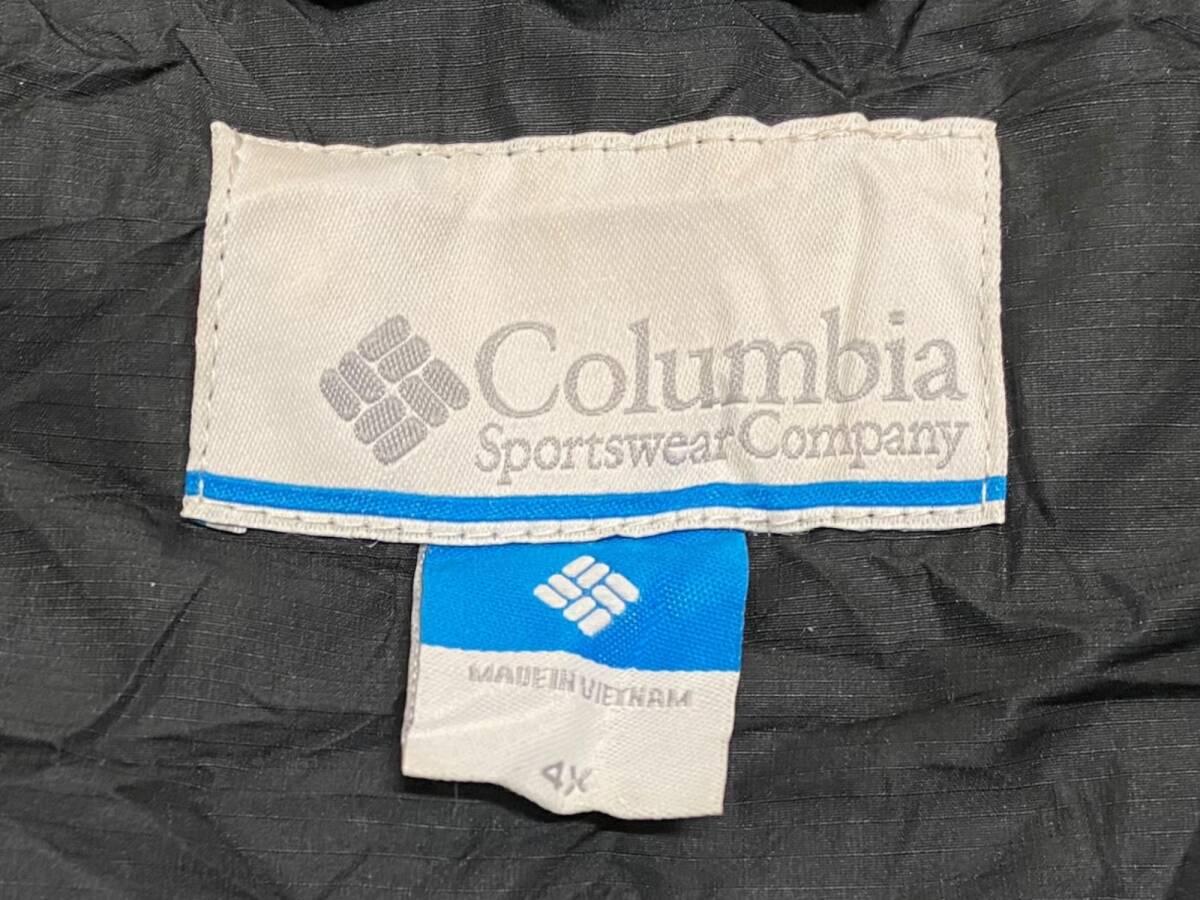 Columbia
Sportswear Company
MADE IN VIETNAM
4X